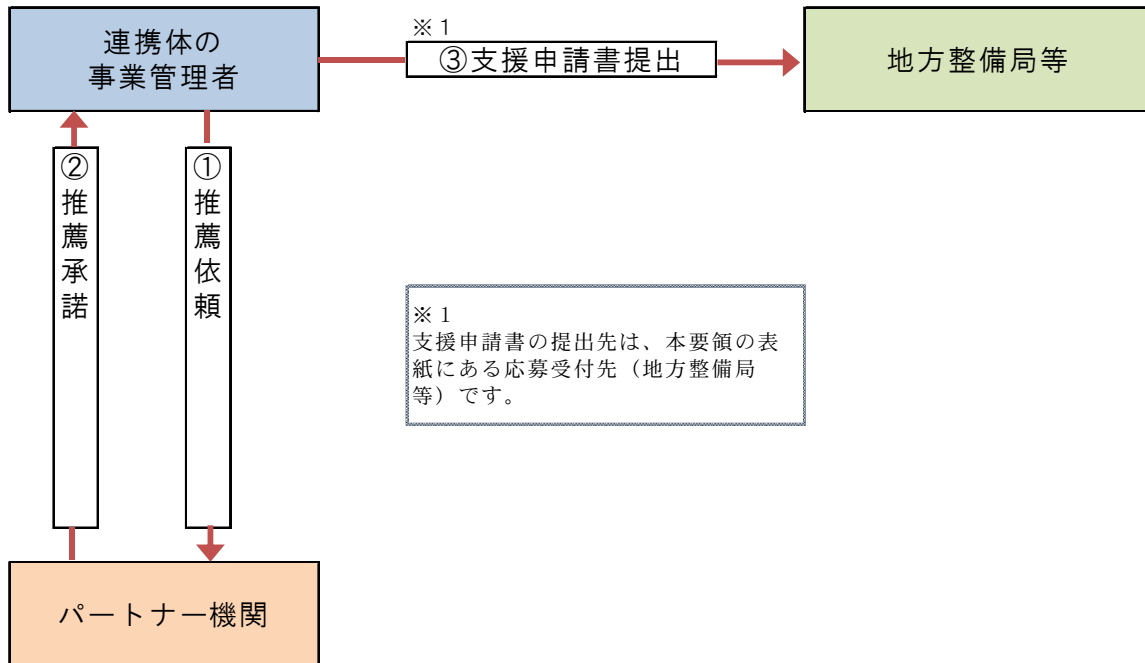 連携体の
事業管理者
※１
③支援申請書提出
地方整備局等
②推薦承諾
①推薦依頼
※１
支援申請書の提出先は、本要領の表
紙にある応募受付先（地方整備局
等）です。
パートナー機関